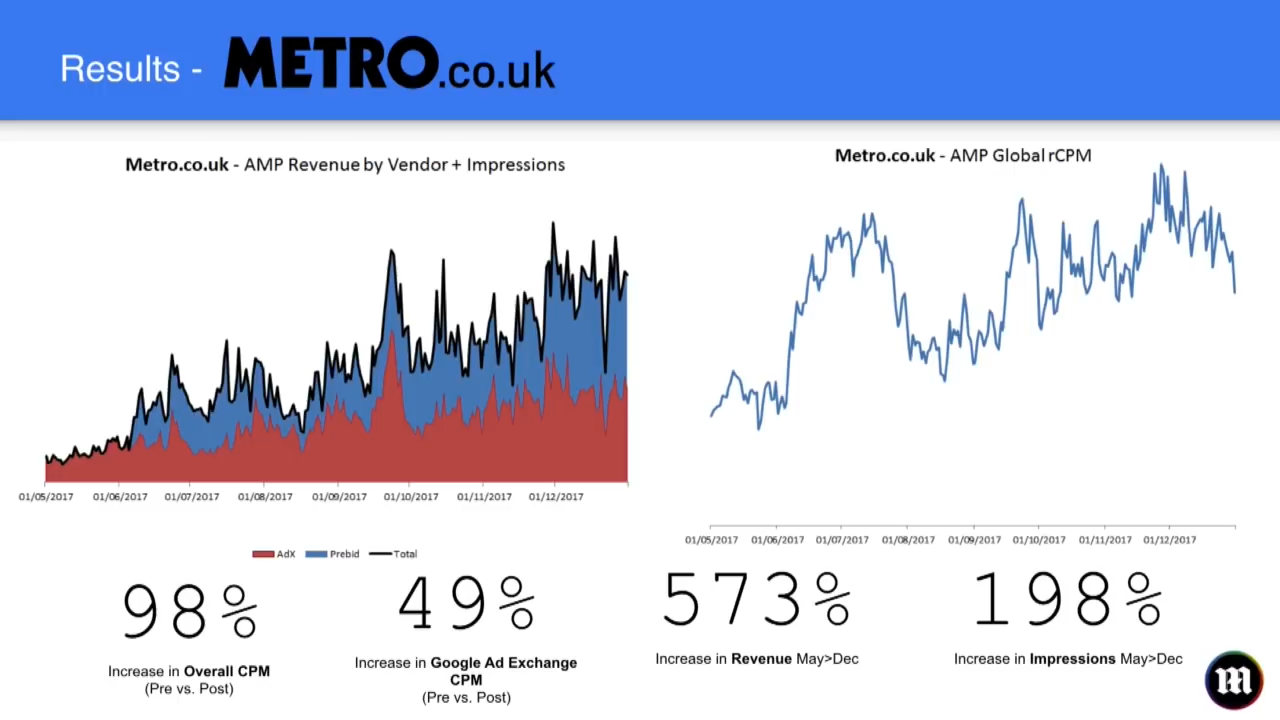 Results - METRO.co.uk
Metro.co.uk - AMP Revenue by Vendor + Impressions
01/05/2017 01/06/2017 01/07/2017 01/08/2017 01/09/2017 01/10/2017 01/11/2017 01/12/2017
AdX Prebid Total
Metro.co.uk - AMP Global rCPM
01/05/2017 01/06/2017 01/07/2017 01/08/2017 01/09/2017 01/10/2017 01/11/2017 01/12/2017
98%
Increase in Overall CPM
(Pre vs. Post)
49%
Increase in Google Ad Exchange
CPM
(Pre vs. Post)
573%
Increase in Revenue May>Dec
198%
Increase in Impressions May>Dec
m